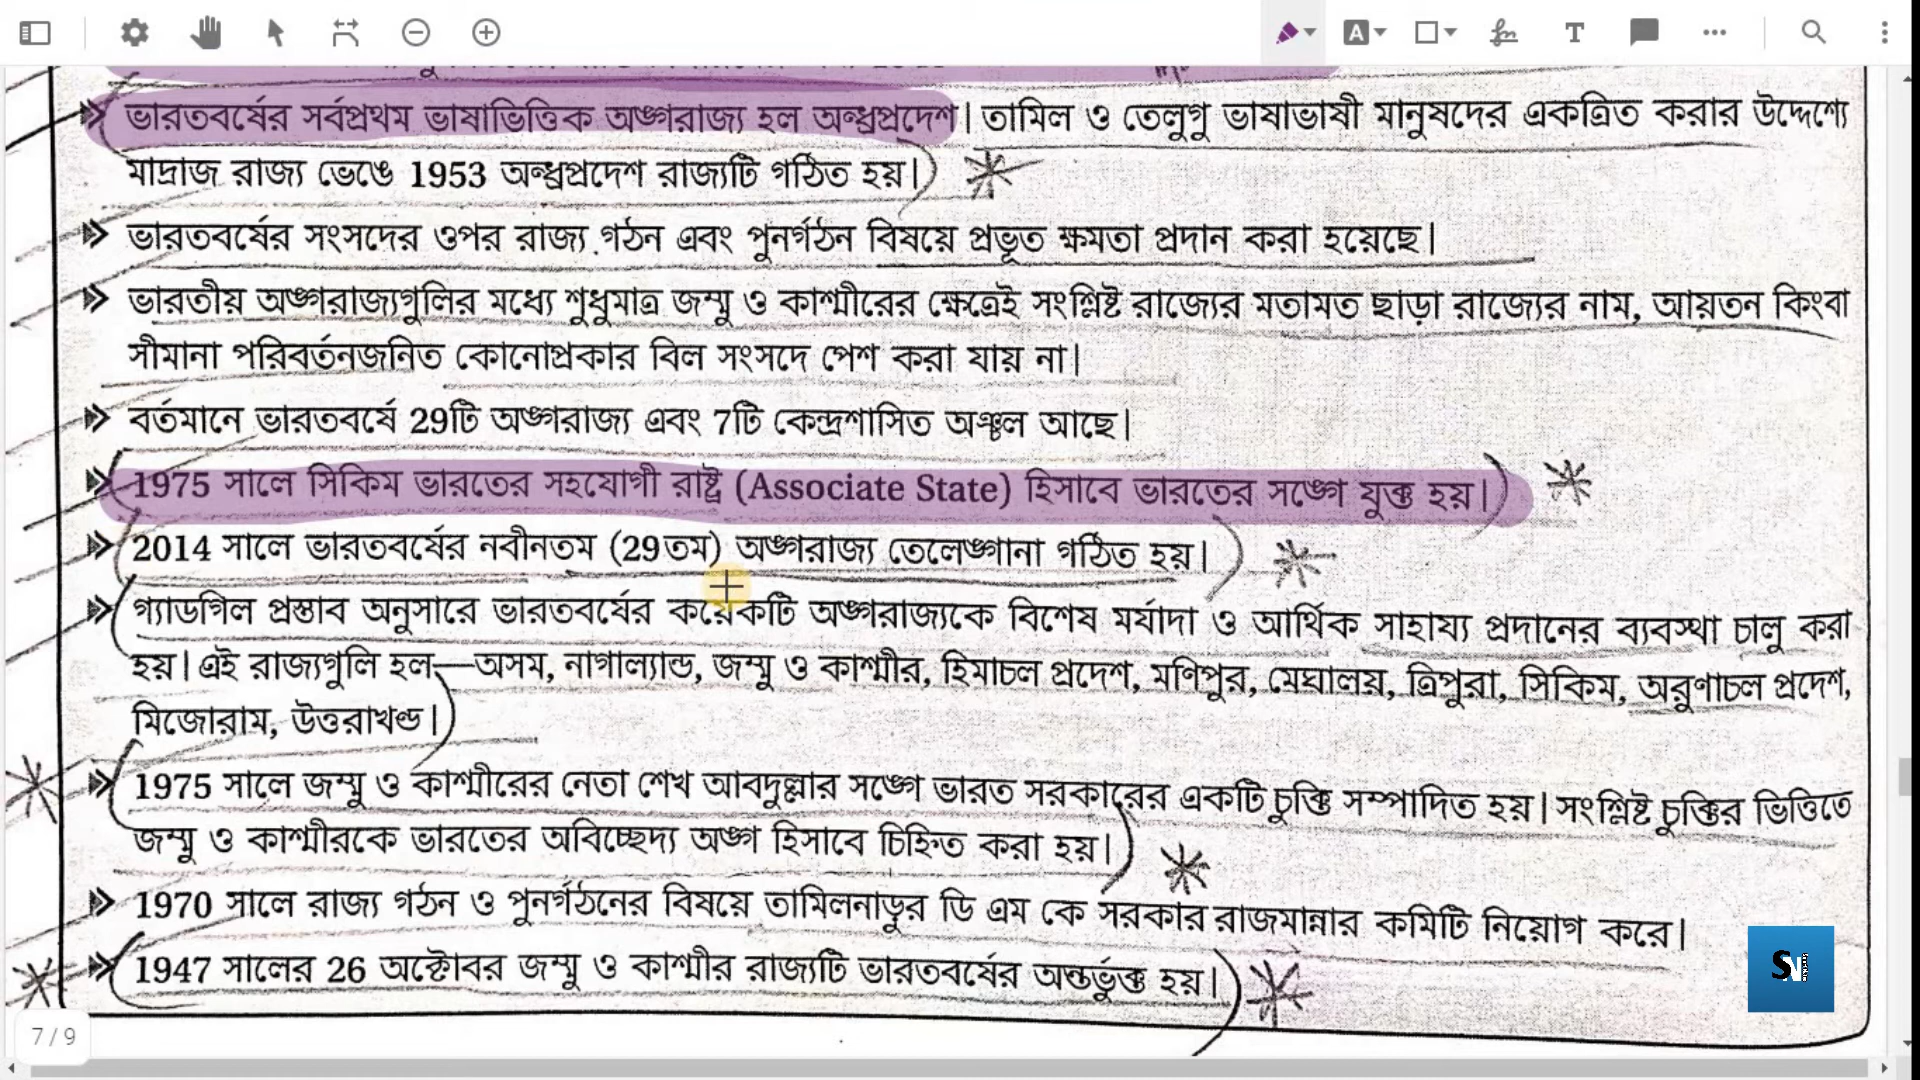 ভারতবর্ষের সর্বপ্রথম ভাষাভিত্তিক অঙ্গরাজ্য হল অন্ধ্রপ্রদেশ। তামিল ও তেলুগু ভাষাভাষী মানুষদের একত্রিত করার উদ্দেশ্যে
মাদ্রাজ রাজ্য ভেঙে 1953 অন্ধ্রপ্রদেশ রাজ্যটি গঠিত হয়।
ভারতবর্ষের সংসদের ওপর রাজ্য গঠন এবং পুনর্গঠন বিষয়ে প্রভূত ক্ষমতা প্রদান করা হয়েছে।
ভারতীয় অঙ্গরাজ্যগুলির মধ্যে শুধুমাত্র জম্মু ও কাশ্মীরের ক্ষেত্রেই সংশ্লিষ্ট রাজ্যের মতামত ছাড়া রাজ্যের নাম, আয়তন কিংবা
সীমানা পরিবর্তনজনিত কোনোপ্রকার বিল সংসদে পেশ করা যায় না।
বর্তমানে ভারতবর্ষে 29টি অঙ্গরাজ্য এবং 7টি কেন্দ্রশাসিত অঞ্চল আছে।
1975 সালে সিকিম ভারতের সহযোগী রাষ্ট্র (Associate State) হিসাবে ভারতের সঙ্গে যুক্ত হয়।
2014 সালে ভারতবর্ষের নবীনতম (29তম) অঙ্গরাজ্য তেলেঙ্গানা গঠিত হয়।
গ্যাডগিল প্রস্তাব অনুসারে ভারতবর্ষের কয়েকটি অঙ্গরাজ্যকে বিশেষ মর্যাদা ও আর্থিক সাহায্য প্রদানের ব্যবস্থা চালু করা
হয়। এই রাজ্যগুলি হল—অসম, নাগাল্যান্ড, জম্মু ও কাশ্মীর, হিমাচল প্রদেশ, মণিপুর, মেঘালয়, ত্রিপুরা, সিকিম, অরুণাচল প্রদেশ,
মিজোরাম, উত্তরাখণ্ড।
1975 সালে জম্মু ও কাশ্মীরের নেতা শেখ আবদুল্লার সঙ্গে ভারত সরকারের একটি চুক্তি সম্পাদিত হয়। সংশ্লিষ্ট চুক্তির ভিত্তিতে
জম্মু ও কাশ্মীরকে ভারতের অবিচ্ছেদ্য অঙ্গ হিসাবে চিহ্নিত করা হয়।
1970 সালে রাজ্য গঠন ও পুনর্গঠনের বিষয়ে তামিলনাড়ুর ডি এম কে সরকার রাজমান্নার কমিটি নিয়োগ করে।
1947 সালের 26 অক্টোবর জম্মু ও কাশ্মীর রাজ্যটি ভারতবর্ষের অন্তর্ভুক্ত হয়।
7 / 9